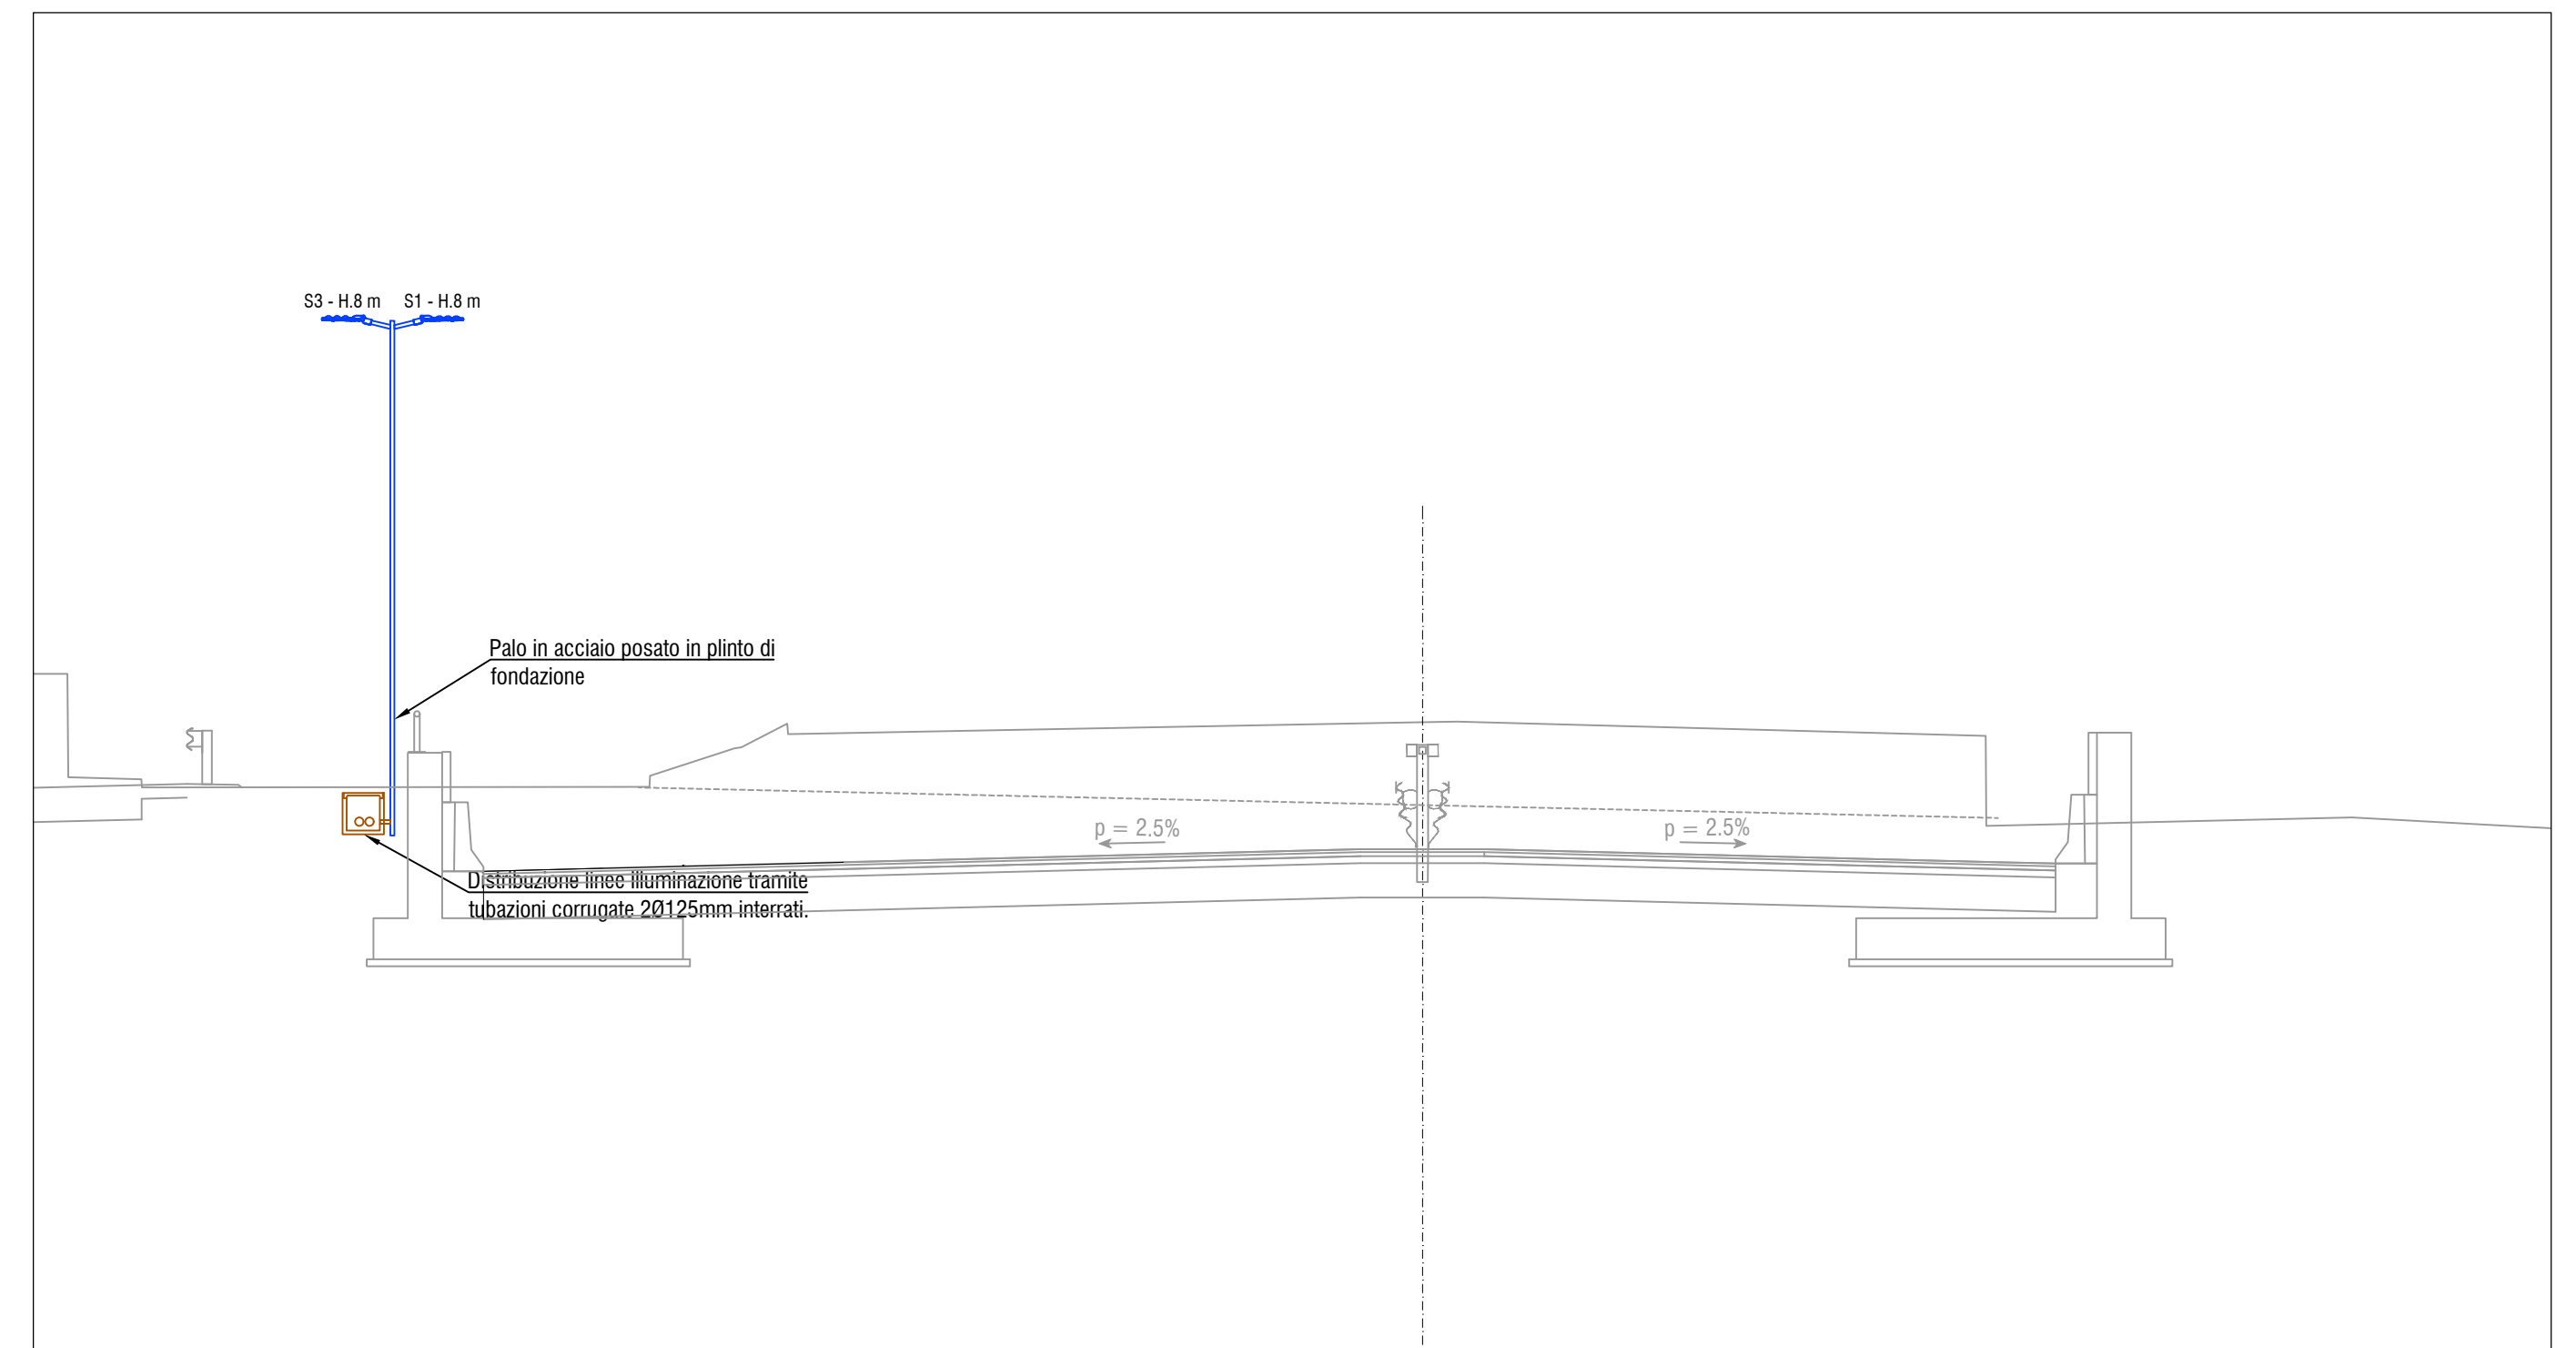 S3 - H.8 m S1 - H.8 m
Palo in acciaio posato in plinto di
fondazione
p = 2.5%
p = 2.5%
Distribuzione linee illuminazione tramite
tubazioni corrugate 2Ø125mm interrati.